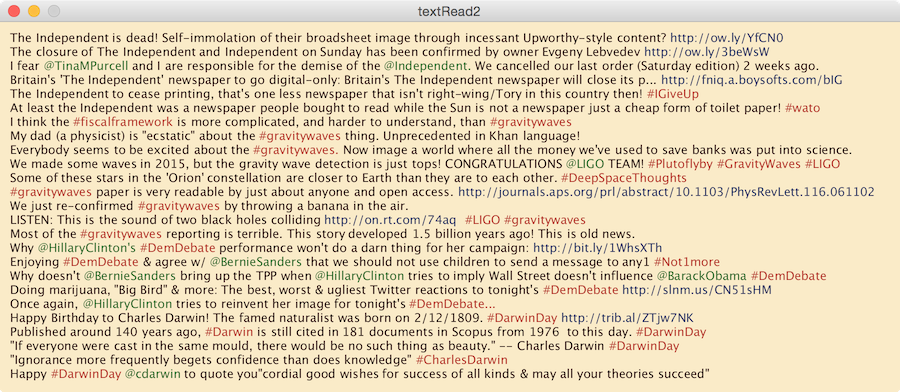 textRead2
The Independent is dead! Self-immolation of their broadsheet image through incessant Upworthy-style content? http://ow.ly/YfCN0
The closure of The Independent and Independent on Sunday has been confirmed by owner Evgeny Lebvedev http://ow.ly/3beWsW
I fear @TinaMPurcell and I are responsible for the demise of the @Independent. We cancelled our last order (Saturday edition) 2 weeks ago.
Britain's 'The Independent' newspaper to go digital-only: Britain's The Independent newspaper will close its p... http://fniq.a.boysofts.com/bIG
The Independent to cease printing, that's one less newspaper that isn't right-wing/Tory in this country then! #IGiveUp
At least the Independent was a newspaper people bought to read while the Sun is not a newspaper just a cheap form of toilet paper! #wato
I think the #fiscalframework is more complicated, and harder to understand, than #gravitywaves
My dad (a physicist) is "ecstatic" about the #gravitywaves thing. Unprecedented in Khan language!
Everybody seems to be excited about the #gravitywaves. Now image a world where all the money we've used to save banks was put into science.
We made some waves in 2015, but the gravity wave detection is just tops! CONGRATULATIONS @LIGO TEAM! #Plutoflyby #GravityWaves #LIGO
Some of these stars in the 'Orion' constellation are closer to Earth than they are to each other. #DeepSpaceThoughts
#gravitywaves paper is very readable by just about anyone and open access. http://journals.aps.org/prl/abstract/10.1103/PhysRevLett.116.061102
We just re-confirmed #gravitywaves by throwing a banana in the air.
LISTEN: This is the sound of two black holes colliding http://on.rt.com/74aq #LIGO #gravitywaves
Most of the #gravitywaves reporting is terrible. This story developed 1.5 billion years ago! This is old news.
Why @HillaryClinton's #DemDebate performance won't do a darn thing for her campaign: http://bit.ly/1WhsXTh
Enjoying #DemDebate & agree w/ @BernieSanders that we should not use children to send a message to any1 #Not1more
Why doesn't @BernieSanders bring up the TPP when @HillaryClinton tries to imply Wall Street doesn't influence @BarackObama #DemDebate
Doing marijuana, "Big Bird" & more: The best, worst & ugliest Twitter reactions to tonight's #DemDebate http://slnm.us/CN51sHM
Once again, @HillaryClinton tries to reinvent her image for tonight's #DemDebate...
Happy Birthday to Charles Darwin! The famed naturalist was born on 2/12/1809. #DarwinDay http://trib.al/ZTjw7NK
Published around 140 years ago, #Darwin is still cited in 181 documents in Scopus from 1976 to this day. #DarwinDay
"If everyone were cast in the same mould, there would be no such thing as beauty." -- Charles Darwin #DarwinDay
"Ignorance more frequently begets confidence than does knowledge" #CharlesDarwin
Happy #DarwinDay @cdarwin to quote you"cordial good wishes for success of all kinds & may all your theories succeed"